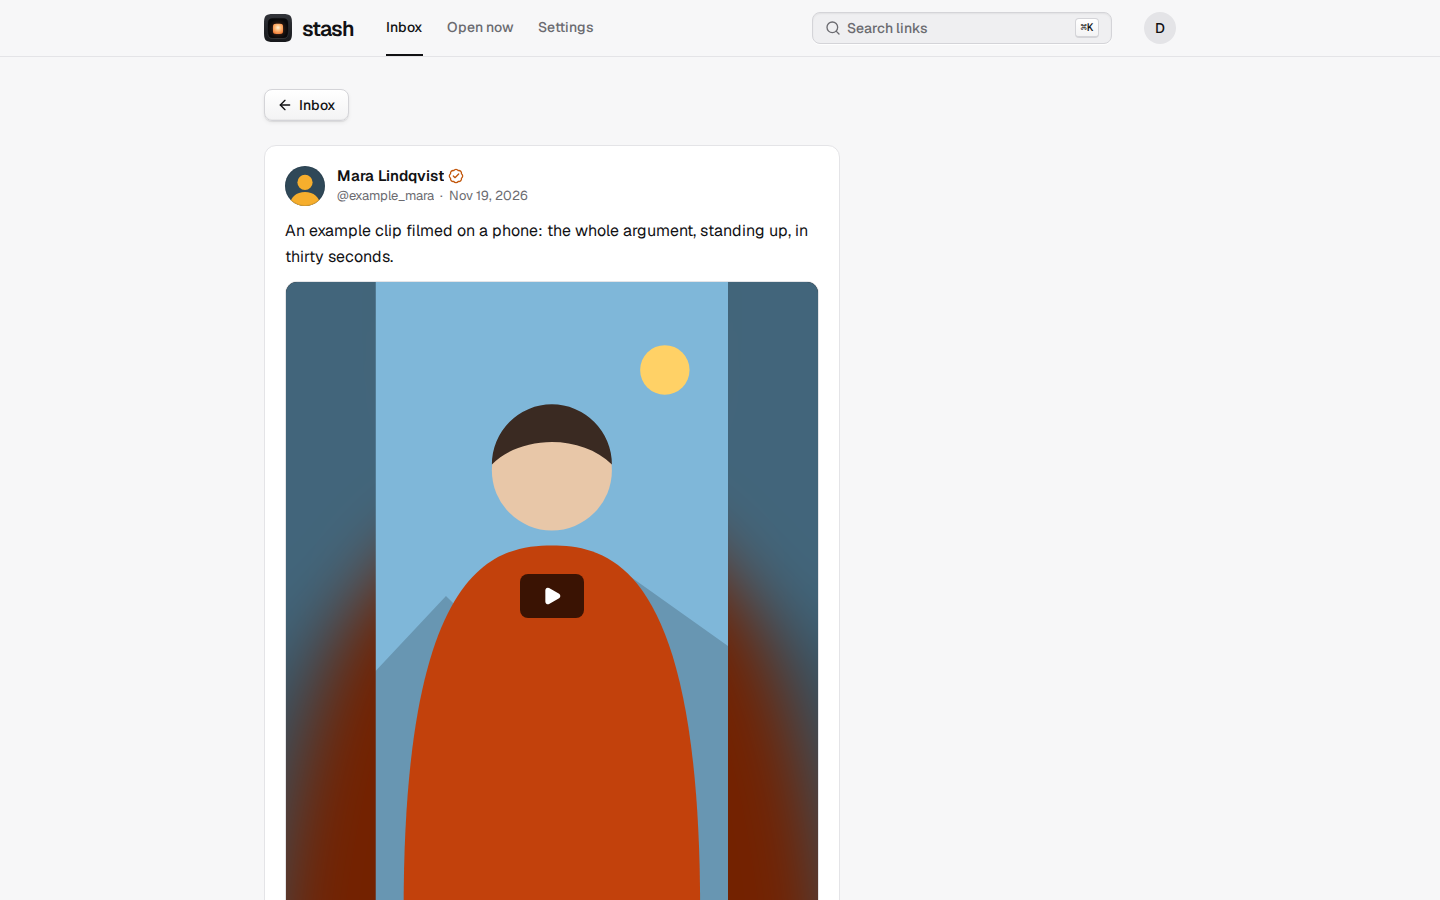 stash
Inbox
Open now
Settings
Search links
⌘K
D
Inbox
Mara Lindqvist
@example_mara · Nov 19, 2026
An example clip filmed on a phone: the whole argument, standing up, in
thirty seconds.